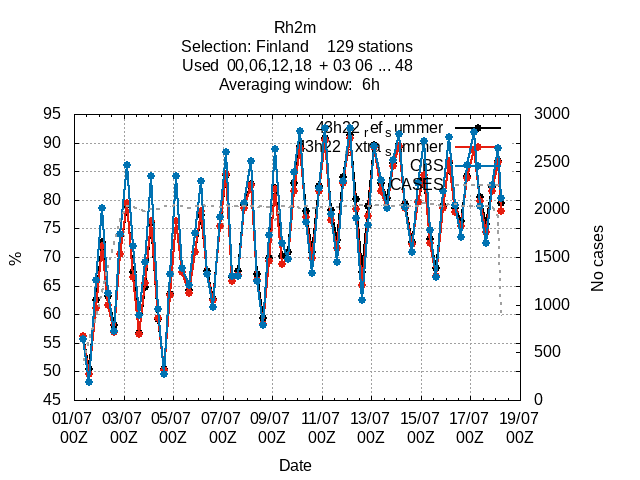 Rh2m
Selection: Finland 129 stations
Used 00,06,12,18 + 03 06 ... 48
Averaging window: 6h
95 3000
90 2500
85 2000
80 1500
75 1000
70 500
65 0
60
55
50
45
%
No cases
43h22_ref_summer
43h22_extra_summer
OBS
CASES
01/07 03/07 05/07 07/07 09/07 11/07 13/07 15/07 17/07 19/07
00Z 00Z 00Z 00Z 00Z 00Z 00Z 00Z 00Z 00Z
Date